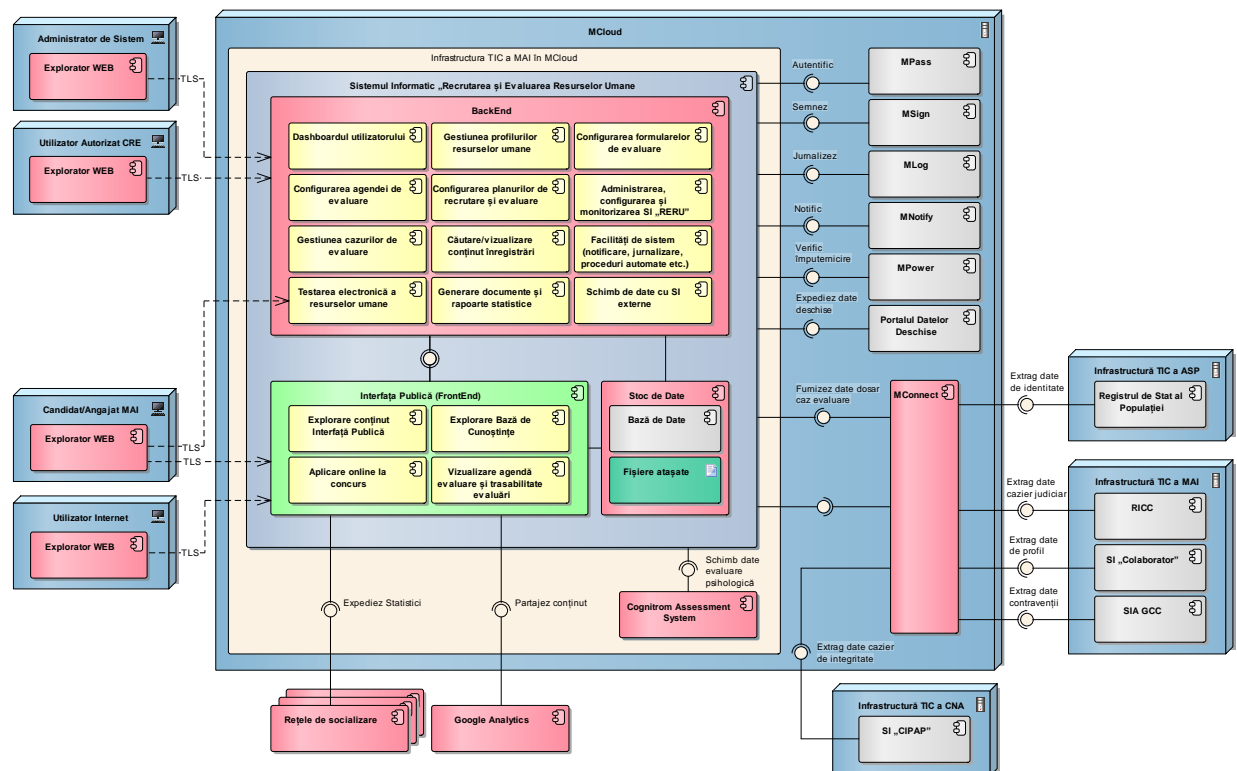 Administrator de Sistem
Explorator WEB
TLS
Utilizator Autorizat CRE
Explorator WEB
TLS
Candidat/Angajat MAI
Explorator WEB
TLS
TLS
Utilizator Internet
Explorator WEB
TLS
MCloud
Infrastructura TIC a MAI în MCloud
Sistemul Informatic „Recrutarea și Evaluarea Resurselor Umane
BackEnd
Dashboardul utilizatorului
Gestiunea profilurilor
resurselor umane
Configurarea formularelor
de evaluare
Configurarea agendei de
evaluare
Configurarea planurilor de
recrutare și evaluare
Administrarea,
configurarea și
monitorizarea SI „RERU”
Gestiunea cazurilor de
evaluare
Căutare/vizualizare
conținut înregistrări
Facilități de sistem
(notificare, jurnalizare,
proceduri automate etc.)
Testarea electronică a
resurselor umane
Generare documente și
rapoarte statistice
Schimb de date cu SI
externe
Interfața Publică (FrontEnd)
Explorare conținut
Interfață Publică
Explorare Bază de
Cunoștințe
Aplicare online la
concurs
Vizualizare agendă
evaluare și trasabilitate
evaluări
Stoc de Date
Bază de Date
Fișiere atașate
Autentific
MPass
Semnez
MSign
Jurnalizez
MLog
Notific
MNotify
Verific
împuternicire
MPower
Expediez date
deschise
Portalul Datelor
Deschise
Furnizez date dosar
caz evaluare
MConnect
Extrag date
de identitate
Infrastructură TIC a ASP
Registrul de Stat al
Populației
Extrag date
cazier judiciar
Infrastructură TIC a MAI
RICC
Extrag date
de profil
SI „Colaborator”
Extrag date
contravenții
SIA GCC
Schimb date
evaluare
psihologică
Cognitrom Assessment
System
Expediez Statistici
Partajez conținut
Extrag date cazier
de integritate
Rețele de socializare
Google Analytics
Infrastructură TIC a CNA
SI „CIPAP”